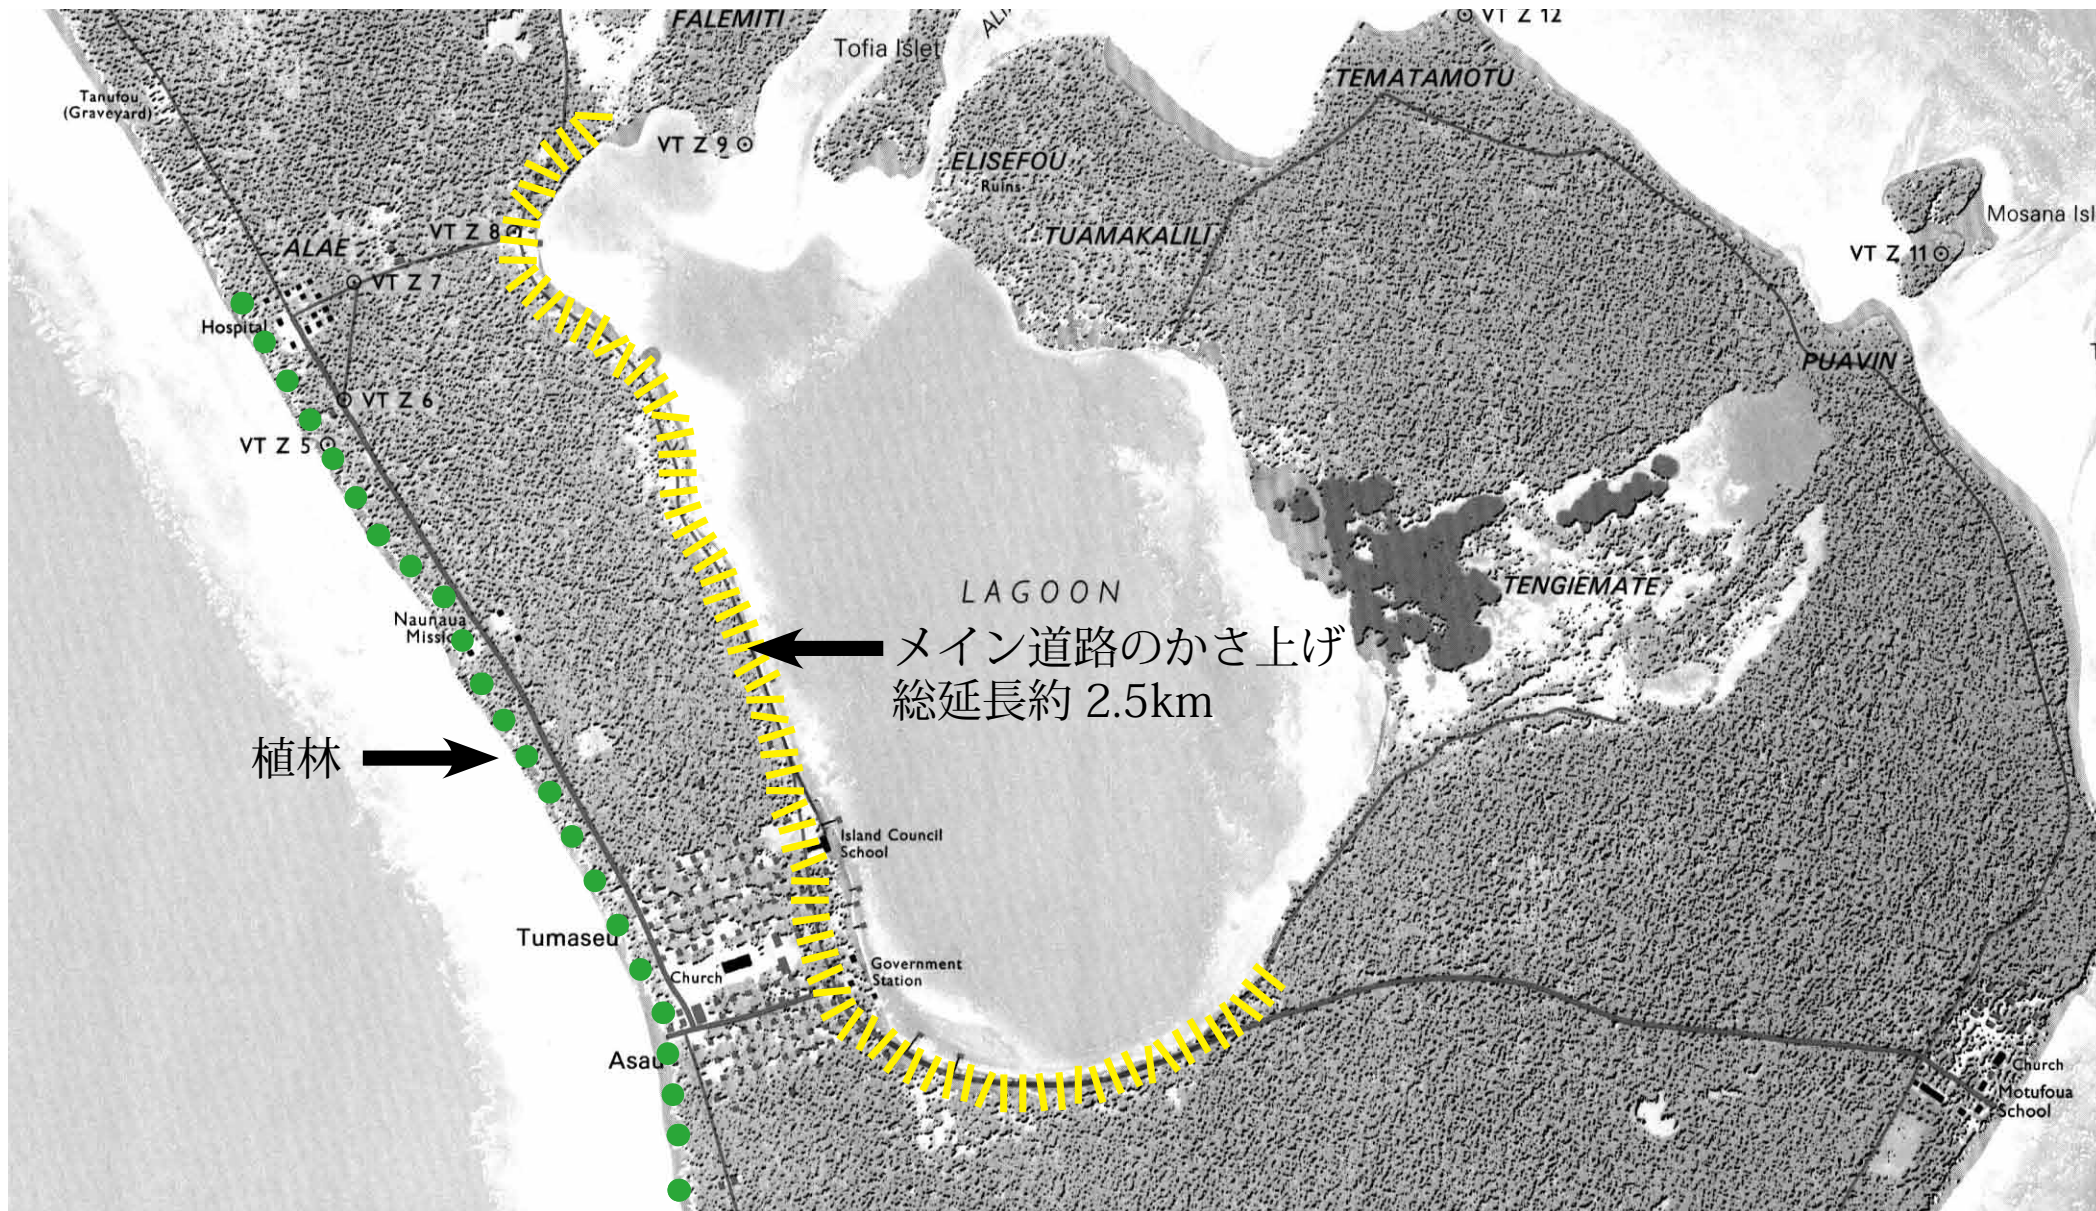 FALEMITI
Tofia Islet
VT Z 12
TEMATAMOTU
Tanufou
(Graveyard)
VT Z 9
ELISEFOU
Ruins
Mosana Isl
VT Z 8
ALAE
TUAMAKALILI
VT Z 11
VT Z 7
Hospital
PUAVIN
VT Z 6
VT Z 5
LAGOON
TENGIEMATE
Naunaua
Missio
メイン道路のかさ上げ
総延長約 2.5km
植林
Island Council
School
Tumaseu
Church
Government
Station
Asau
Church
Motufoua
School